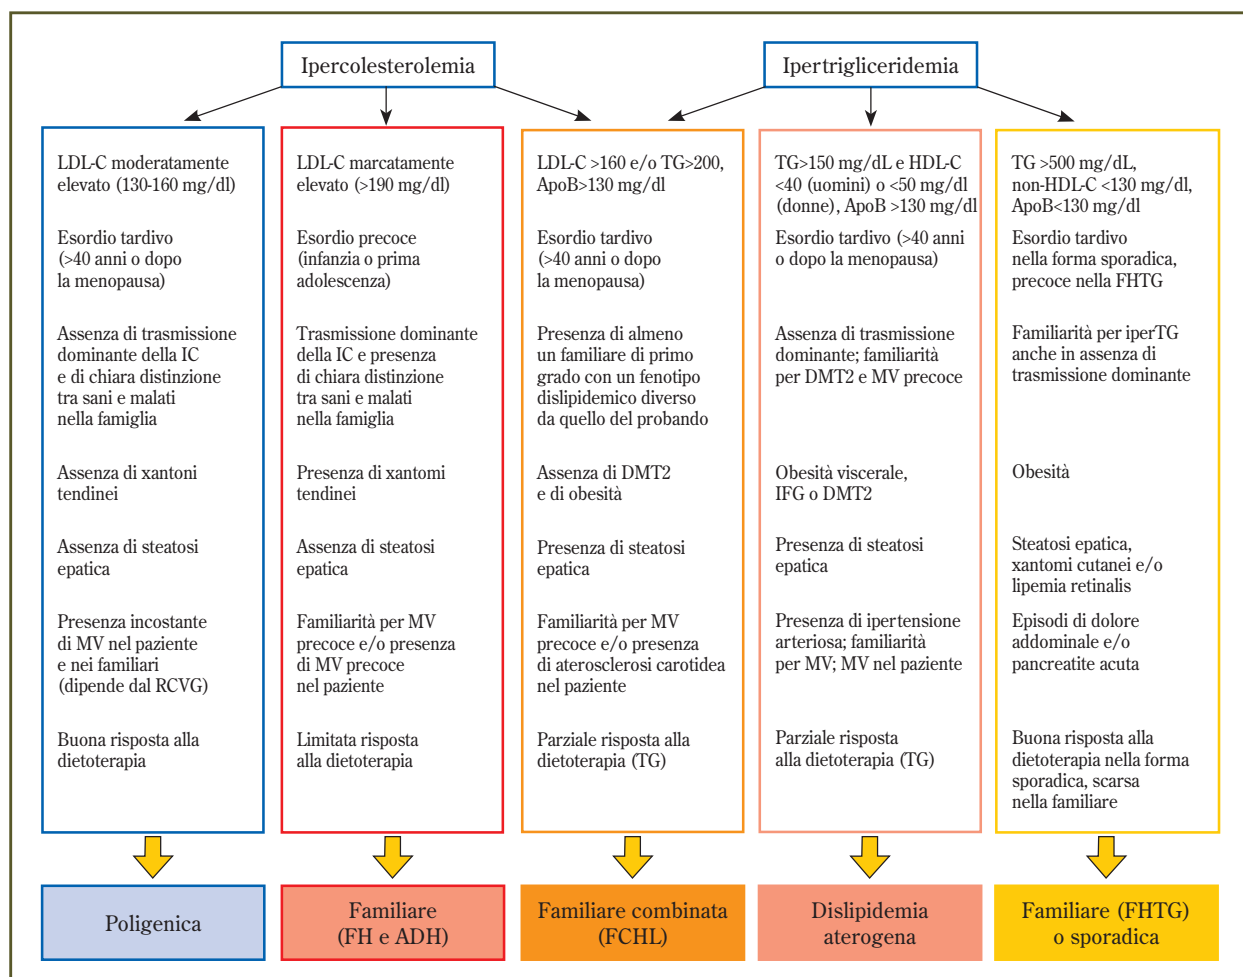 Ipercolesterolemia
Ipertrigliceridemia
LDL-C moderatamente
elevato (130-160 mg/dl)
Esordio tardivo
(>40 anni o dopo
la menopausa)
Assenza di trasmissione
dominante della IC
e di chiara distinzione
tra sani e malati
nella famiglia
Assenza di xantoni
tendinei
Assenza di steatosi
epatica
Presenza incostante
di MV nel paziente
e nei familiari
(dipende dal RCVG)
Buona risposta alla
dietoterapia
Poligenica
LDL-C marcatamente
elevato (>190 mg/dl)
Esordio precoce
(infanzia o prima
adolescenza)
Trasmissione dominante
della IC e presenza
di chiara distinzione
tra sani e malati
nella famiglia
Presenza di xantomi
tendinei
Assenza di steatosi
epatica
Familiarità per MV
precoce e/o presenza
di MV precoce
nel paziente
Limitata risposta
alla dietoterapia
Familiare
(FH e ADH)
LDL-C >160 e/o TG>200,
ApoB>130 mg/dl
Esordio tardivo
(>40 anni o dopo
la menopausa)
Presenza di almeno
un familiare di primo
grado con un fenotipo
dislipidemico diverso
da quello del probando
Assenza di DMT2
e di obesità
Presenza di steatosi
epatica
Familiarità per MV
precoce e/o presenza
di aterosclerosi carotidea
nel paziente
Parziale risposta alla
dietoterapia (TG)
Familiare combinata
(FCHL)
TG>150 mg/dL e HDL-C
<40 (uomini) o <50 mg/dl
(donne), ApoB >130 mg/dl
Esordio tardivo (>40 anni
o dopo la menopausa)
Assenza di trasmissione
dominante; familiarità
per DMT2 e MV precoce
Obesità viscerale,
IFG o DMT2
Presenza di steatosi
epatica
Presenza di ipertensione
arteriosa; familiarità
per MV; MV nel paziente
Parziale risposta
alla dietoterapia (TG)
Dislipidemia
aterogena
TG >500 mg/dL,
non-HDL-C <130 mg/dl,
ApoB<130 mg/dl
Esordio tardivo
nella forma sporadica,
precoce nella FHTG
Familiarità per iperTG
anche in assenza di
trasmissione dominante
Obesità
Steatosi epatica,
xantomi cutanei e/o
lipemia retinalis
Episodi di dolore
addominale e/o
pancreatite acuta
Buona risposta alla
dietoterapia nella forma
sporadica, scarsa
nella familiare
Familiare (FHTG)
o sporadica